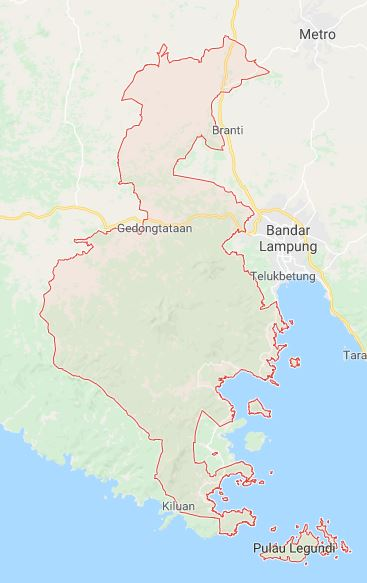 Metro
Branti
Gedongtataan
Bandar
Lampung
Telukbetung
Tara
Kiluan
Pulau Legundi